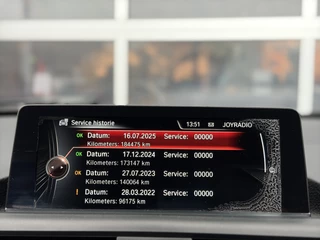 Service historie 13:51 JOYRADIO
OK Datum: 16.07.2025 Service: 00000
Kilometers: 184475 km
OK Datum: 17.12.2024 Service: 00000
Kilometers: 173147 km
OK Datum: 27.07.2023 Service: 00000
Kilometers: 140064 km
! Datum: 28.03.2022 Service: 00000
Kilometers: 96175 km